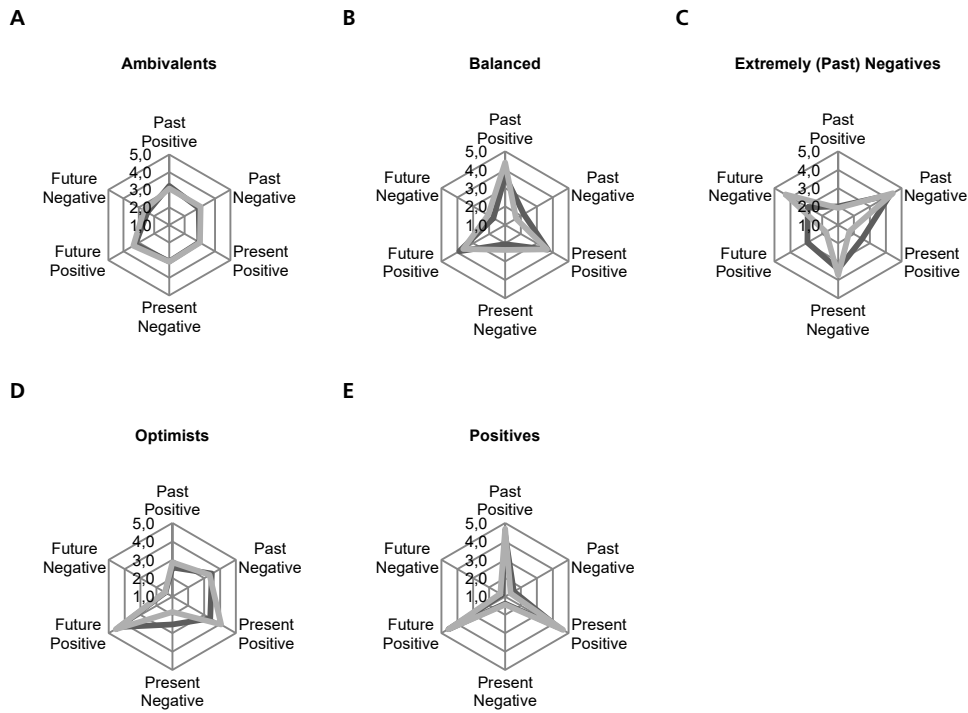 A
Ambivalents
Past
Positive
5,0
4,0
3,0
2,0
1,0
Future
Negative
Past
Negative
Future
Positive
Present
Positive
Present
Negative
B
Balanced
Past
Positive
5,0
4,0
3,0
2,0
1,0
Future
Negative
Past
Negative
Future
Positive
Present
Positive
Present
Negative
C
Extremely (Past) Negatives
Past
Positive
5,0
4,0
3,0
2,0
1,0
Future
Negative
Past
Negative
Future
Positive
Present
Positive
Present
Negative
D
Optimists
Past
Positive
5,0
4,0
3,0
2,0
1,0
Future
Negative
Past
Negative
Future
Positive
Present
Positive
Present
Negative
E
Positives
Past
Positive
5,0
4,0
3,0
2,0
1,0
Future
Negative
Past
Negative
Future
Positive
Present
Positive
Present
Negative